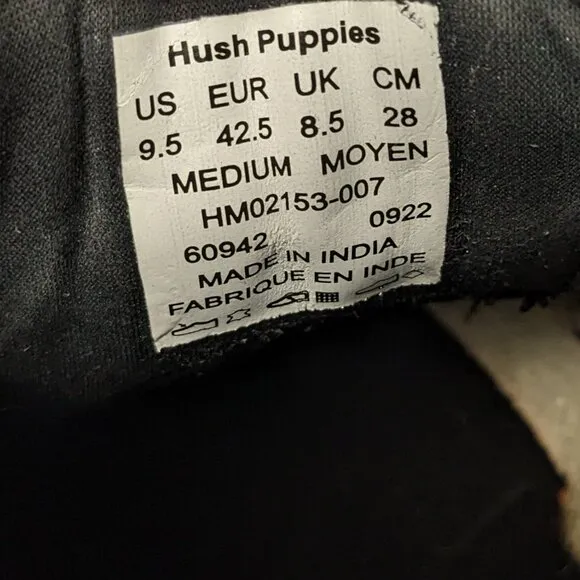 Hush Puppies
US EUR UK CM
9.5 42.5 8.5 28
MEDIUM MOYEN
HM02153-007
60942 0922
MADE IN INDIA
FABRIQUE EN INDE